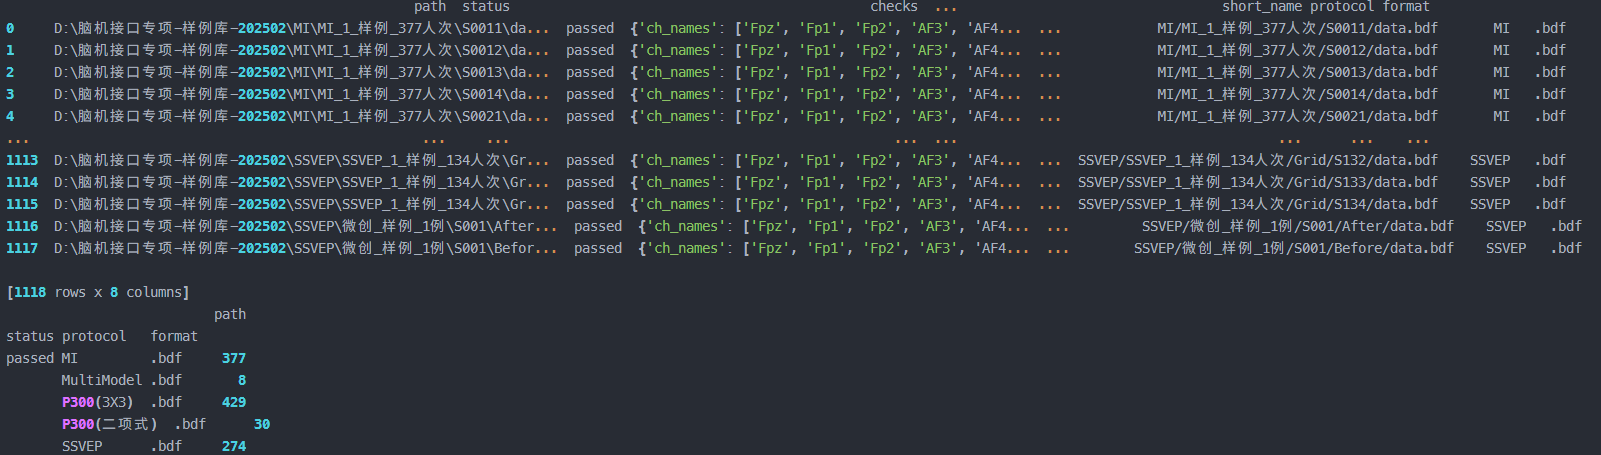 path status checks ... short_name protocol format
0 D:\脑机接口专项-样例库-202502\MI\MI_1_样例_377人次\S0011\da... passed {'ch_names': ['Fpz', 'Fp1', 'Fp2', 'AF3', 'AF4... ... MI/MI_1_样例_377人次/S0011/data.bdf MI .bdf
1 D:\脑机接口专项-样例库-202502\MI\MI_1_样例_377人次\S0012\da... passed {'ch_names': ['Fpz', 'Fp1', 'Fp2', 'AF3', 'AF4... ... MI/MI_1_样例_377人次/S0012/data.bdf MI .bdf
2 D:\脑机接口专项-样例库-202502\MI\MI_1_样例_377人次\S0013\da... passed {'ch_names': ['Fpz', 'Fp1', 'Fp2', 'AF3', 'AF4... ... MI/MI_1_样例_377人次/S0013/data.bdf MI .bdf
3 D:\脑机接口专项-样例库-202502\MI\MI_1_样例_377人次\S0014\da... passed {'ch_names': ['Fpz', 'Fp1', 'Fp2', 'AF3', 'AF4... ... MI/MI_1_样例_377人次/S0014/data.bdf MI .bdf
4 D:\脑机接口专项-样例库-202502\MI\MI_1_样例_377人次\S0021\da... passed {'ch_names': ['Fpz', 'Fp1', 'Fp2', 'AF3', 'AF4... ... MI/MI_1_样例_377人次/S0021/data.bdf MI .bdf
... ... ... ... ... ... ... ...
1113 D:\脑机接口专项-样例库-202502\SSVEP\SSVEP_1_样例_134人次\Gr... passed {'ch_names': ['Fpz', 'Fp1', 'Fp2', 'AF3', 'AF4... ... SSVEP/SSVEP_1_样例_134人次/Grid/S132/data.bdf SSVEP .bdf
1114 D:\脑机接口专项-样例库-202502\SSVEP\SSVEP_1_样例_134人次\Gr... passed {'ch_names': ['Fpz', 'Fp1', 'Fp2', 'AF3', 'AF4... ... SSVEP/SSVEP_1_样例_134人次/Grid/S133/data.bdf SSVEP .bdf
1115 D:\脑机接口专项-样例库-202502\SSVEP\SSVEP_1_样例_134人次\Gr... passed {'ch_names': ['Fpz', 'Fp1', 'Fp2', 'AF3', 'AF4... ... SSVEP/SSVEP_1_样例_134人次/Grid/S134/data.bdf SSVEP .bdf
1116 D:\脑机接口专项-样例库-202502\SSVEP\微创_样例_1例\S001\After... passed {'ch_names': ['Fpz', 'Fp1', 'Fp2', 'AF3', 'AF4... ... SSVEP/微创_样例_1例/S001/After/data.bdf SSVEP .bdf
1117 D:\脑机接口专项-样例库-202502\SSVEP\微创_样例_1例\S001\Befor... passed {'ch_names': ['Fpz', 'Fp1', 'Fp2', 'AF3', 'AF4... ... SSVEP/微创_样例_1例/S001/Before/data.bdf SSVEP .bdf
[1118 rows x 8 columns]
path
status protocol format
passed MI .bdf 377
MultiModel .bdf 8
P300(3X3) .bdf 429
P300(二项式) .bdf 30
SSVEP .bdf 274